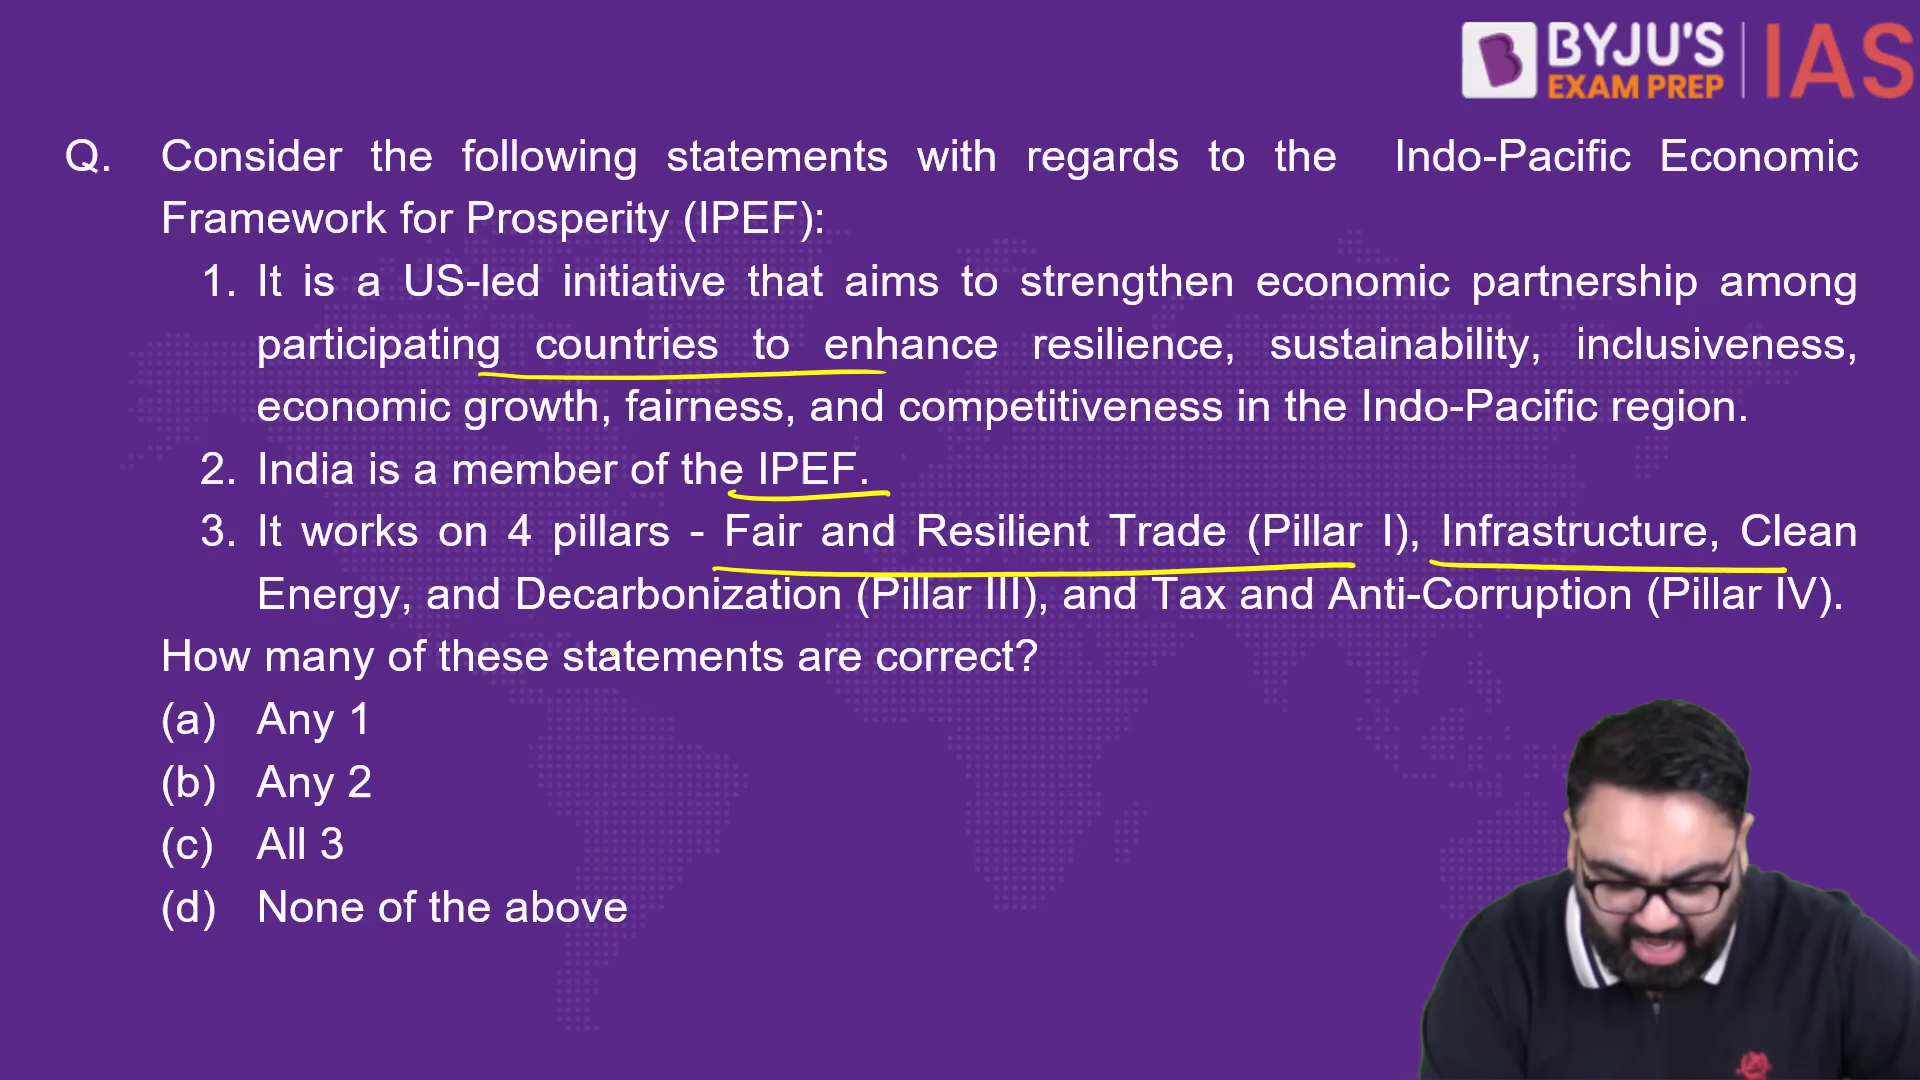 BYJU'S
EXAM PREP
IAS
Q. Consider the following statements with regards to the Indo-Pacific Economic
Framework for Prosperity (IPEF):
1. It is a US-led initiative that aims to strengthen economic partnership among
participating countries to enhance resilience, sustainability, inclusiveness,
economic growth, fairness, and competitiveness in the Indo-Pacific region.
2. India is a member of the IPEF.
3. It works on 4 pillars - Fair and Resilient Trade (Pillar I), Infrastructure, Clean
Energy, and Decarbonization (Pillar III), and Tax and Anti-Corruption (Pillar IV).
How many of these statements are correct?
(a) Any 1
(b) Any 2
(c) All 3
(d) None of the above